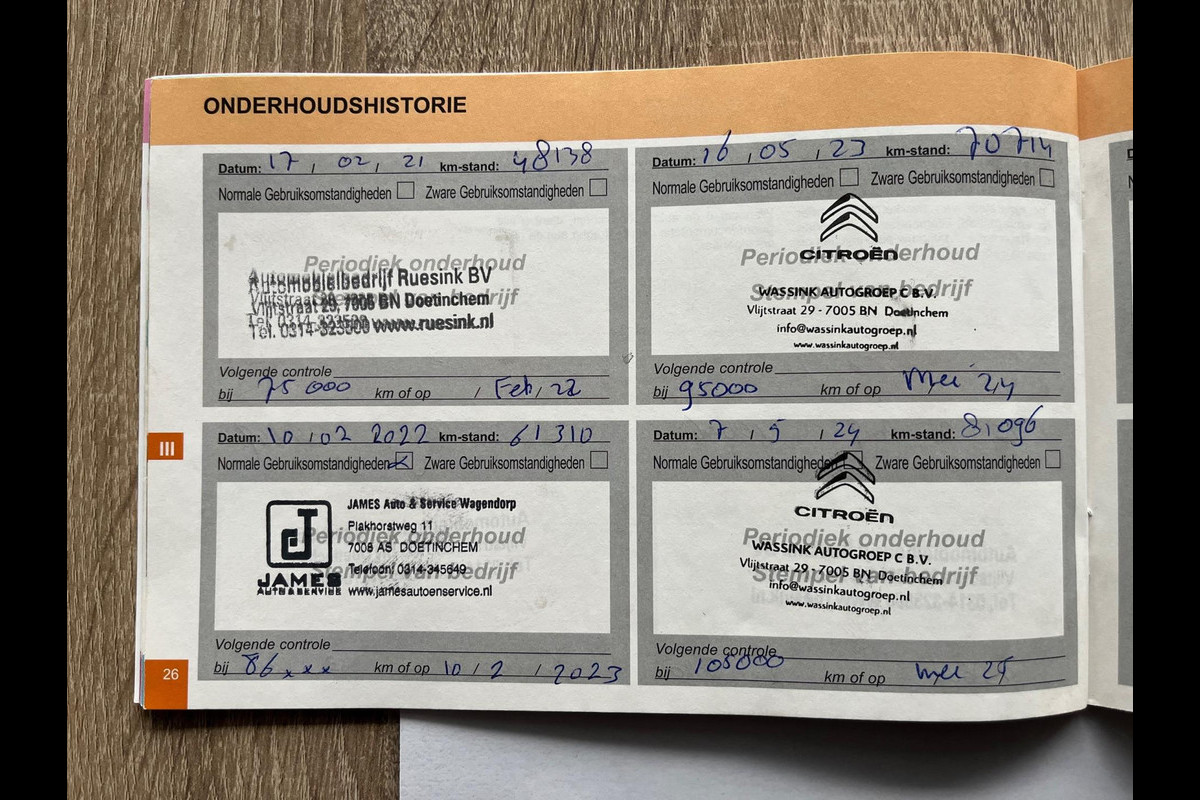 ONDERHOUDSHISTORIE
Datum: 17 , 02 , 21 km-stand: 48138
Normale Gebruiksomstandigheden Zware Gebruiksomstandigheden
Periodiek onderhoud
Stempel van bedrijf
Automobielbedrijf Ruesink BV
Vlijtstraat 29, 7005 BN Doetinchem
Tel. 0314-323500 www.ruesink.nl
Volgende controle
bij 75000 km of op / Feb, 22
Datum: 10 , 02 2022 km-stand: 61310
Normale Gebruiksomstandigheden Zware Gebruiksomstandigheden
Periodiek onderhoud
Stempel van bedrijf
JAMES
AUTO & SERVICE
JAMES Auto & Service Wagendorp
Plakhorstweg 11
7005 AS DOETINCHEM
Telefoon: 0314-345649
www.jamesautoenservice.nl
Volgende controle
bij 86xxx km of op 10 / 2 / 2023
Datum: 16 , 05 , 23 km-stand: 70714
Normale Gebruiksomstandigheden Zware Gebruiksomstandigheden
Periodiek onderhoud
Stempel van bedrijf
CITROËN
WASSINK AUTOGROEP C B.V.
Vlijtstraat 29 - 7005 BN Doetinchem
info@wassinkautogroep.nl
www.wassinkautogroep.nl
Volgende controle
bij 95000 km of op Mei 24
Datum: 7 , 5 , 24 km-stand: 81096
Normale Gebruiksomstandigheden Zware Gebruiksomstandigheden
Periodiek onderhoud
Stempel van bedrijf
CITROËN
WASSINK AUTOGROEP C B.V.
Vlijtstraat 29 - 7005 BN Doetinchem
info@wassinkautogroep.nl
www.wassinkautogroep.nl
Volgende controle
bij 105000 km of op mei 25
III
26